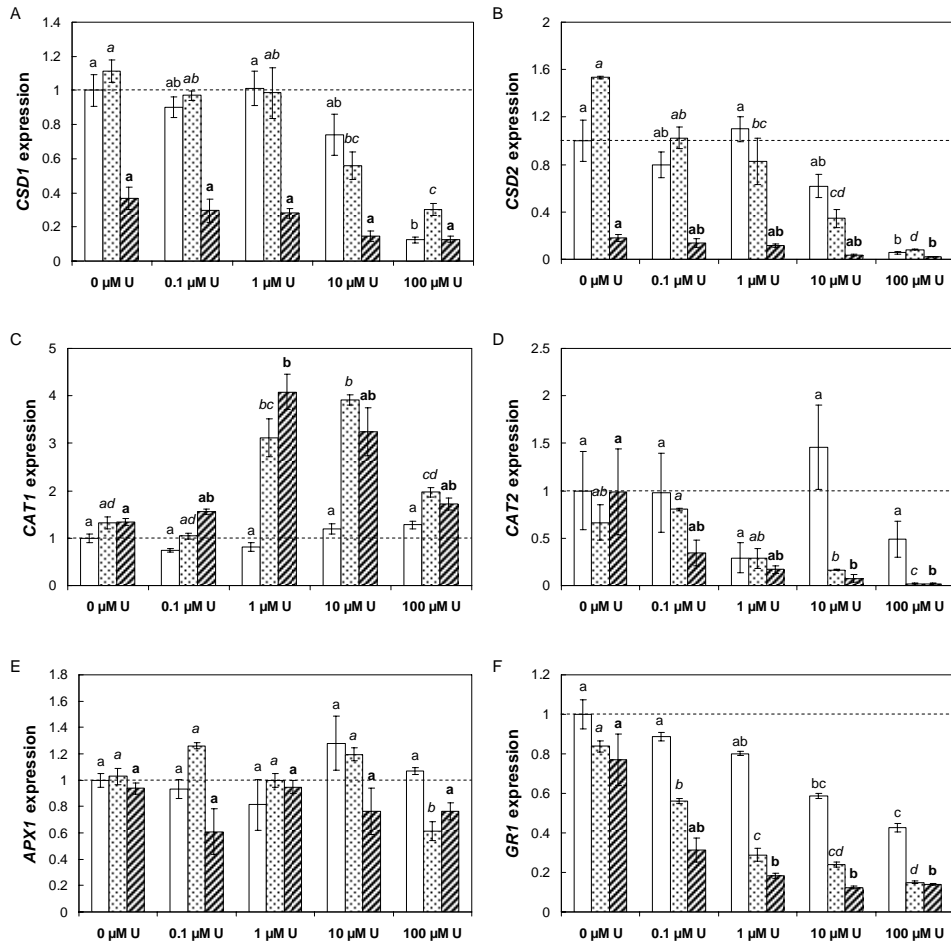 A
CSD1 expression
1.4
1.2
1
0.8
0.6
0.4
0.2
0
a a a
ab ab a
a ab a
ab bc a
b c a
0 µM U 0.1 µM U 1 µM U 10 µM U 100 µM U
B
CSD2 expression
2
1.6
1.2
0.8
0.4
0
a a a
ab ab ab
a bc ab
ab cd ab
b d b
0 µM U 0.1 µM U 1 µM U 10 µM U 100 µM U
C
CAT1 expression
5
4
3
2
1
0
a ad a
a ad ab
a bc b
a b ab
a cd ab
0 µM U 0.1 µM U 1 µM U 10 µM U 100 µM U
D
CAT2 expression
2.5
2
1.5
1
0.5
0
a ab a
a a ab
a ab ab
a b b
a c b
0 µM U 0.1 µM U 1 µM U 10 µM U 100 µM U
E
APX1 expression
1.8
1.6
1.4
1.2
1
0.8
0.6
0.4
0.2
0
a a a
a a a
a a a
a a a
a b a
0 µM U 0.1 µM U 1 µM U 10 µM U 100 µM U
F
GR1 expression
1.2
1
0.8
0.6
0.4
0.2
0
a a a
a b ab
ab c b
bc cd b
c d b
0 µM U 0.1 µM U 1 µM U 10 µM U 100 µM U